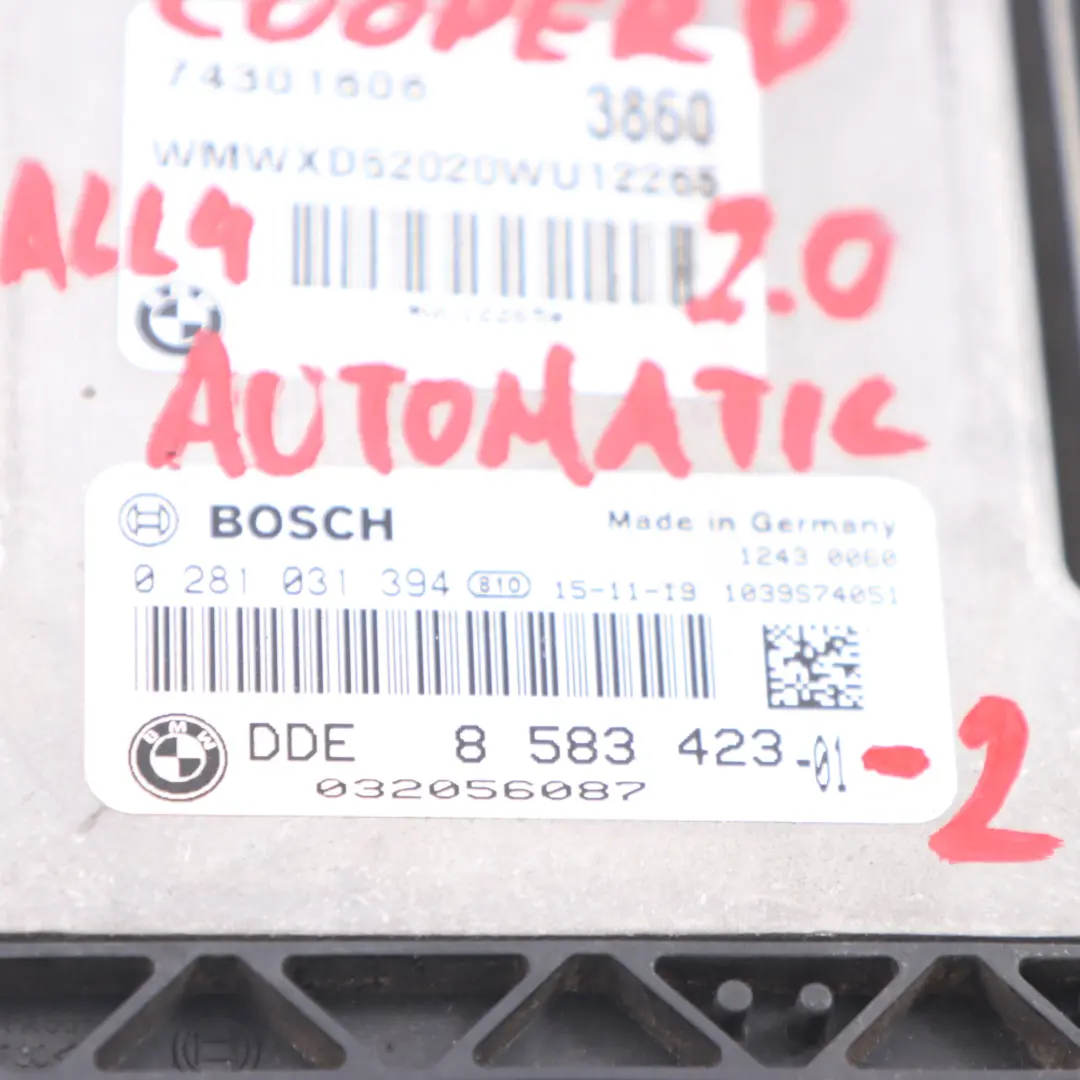 COOPER D
74301606
3860
WMWXD52020WU12265
ALL4
2.0
AUTOMATIC
BOSCH
Made in Germany
1243 0060
0 281 031 394 810 15-11-19 1039S74051
BMW
DDE 8 583 423-01 -2
032056087